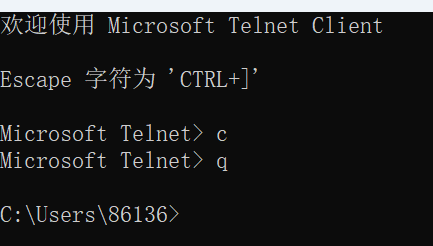 欢迎使用 Microsoft Telnet Client
Escape 字符为 'CTRL+]'
Microsoft Telnet> c
Microsoft Telnet> q
C:\Users\86136>